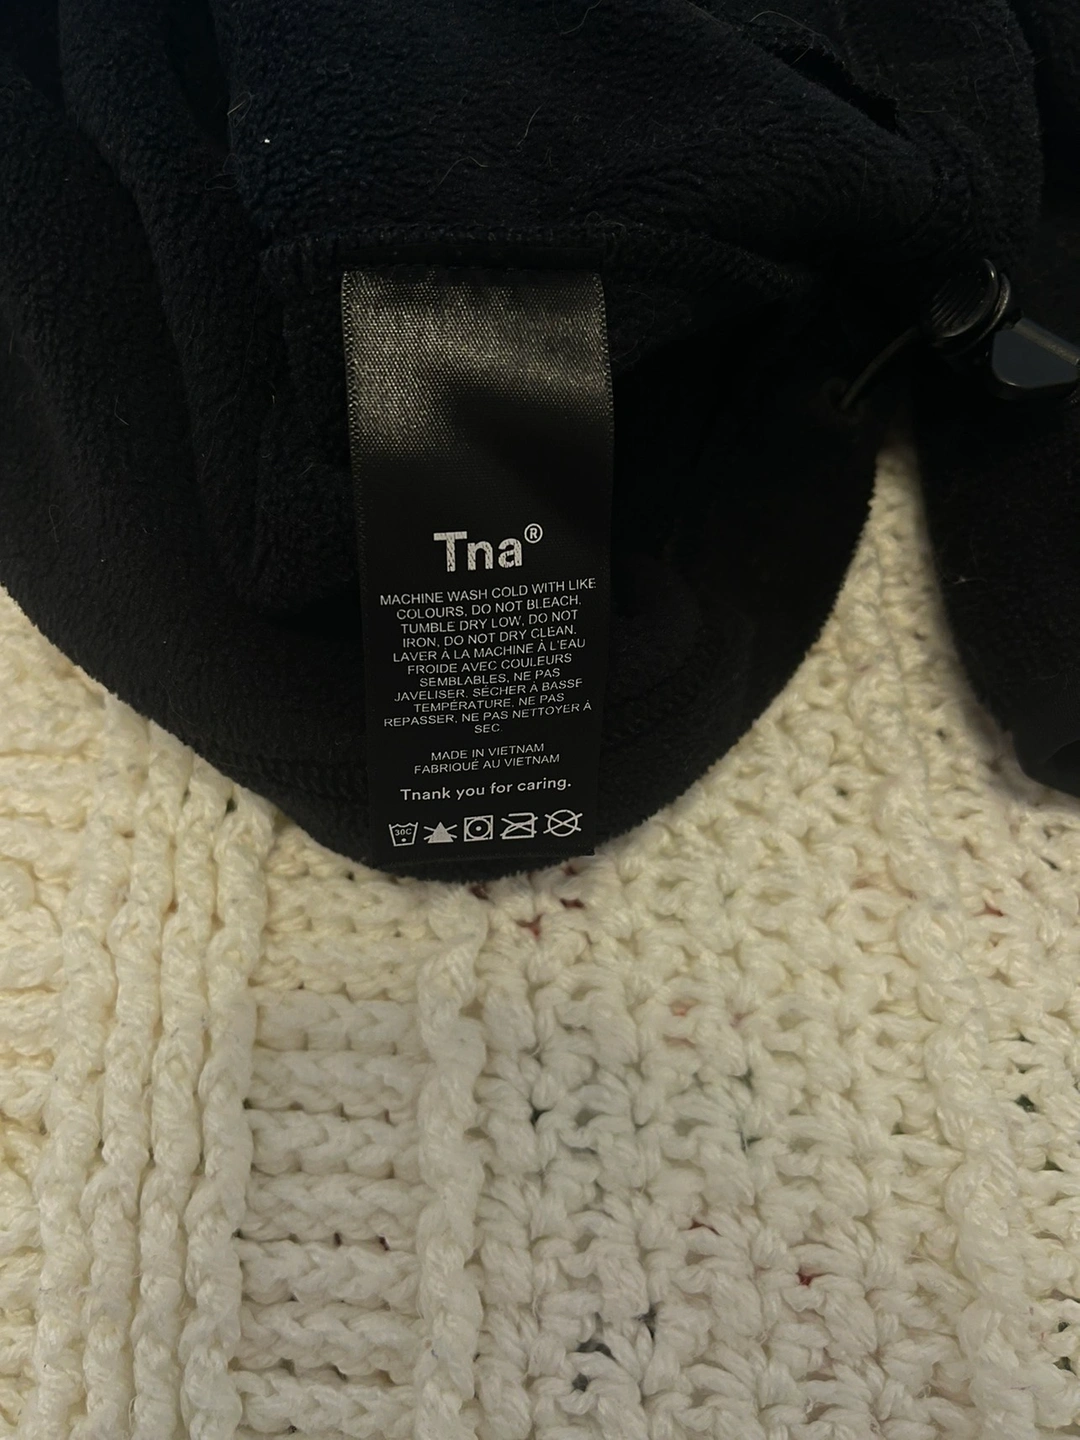 Tna®
MACHINE WASH COLD WITH LIKE
COLOURS, DO NOT BLEACH.
TUMBLE DRY LOW, DO NOT
IRON, DO NOT DRY CLEAN.
LAVER À LA MACHINE À L'EAU
FROIDE AVEC COULEURS
SEMBLABLES, NE PAS
JAVELISER, SÉCHER À BASSE
TEMPÉRATURE, NE PAS
REPASSER, NE PAS NETTOYER À
SEC.
MADE IN VIETNAM
FABRIQUÉ AU VIETNAM
Tnank you for caring.
30C